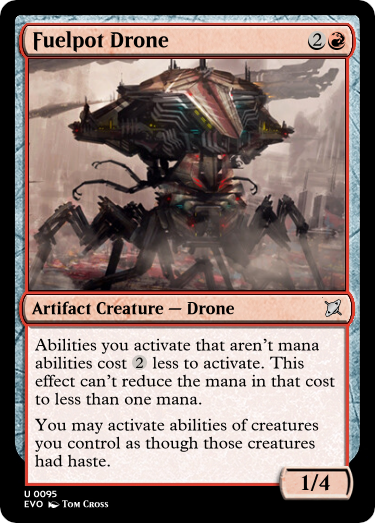 Fuelpot Drone 2
Artifact Creature — Drone
Abilities you activate that aren't mana
abilities cost 2 less to activate. This
effect can't reduce the mana in that cost
to less than one mana.
You may activate abilities of creatures
you control as though those creatures
had haste.
1/4
U 0095
EVO Tom Cross